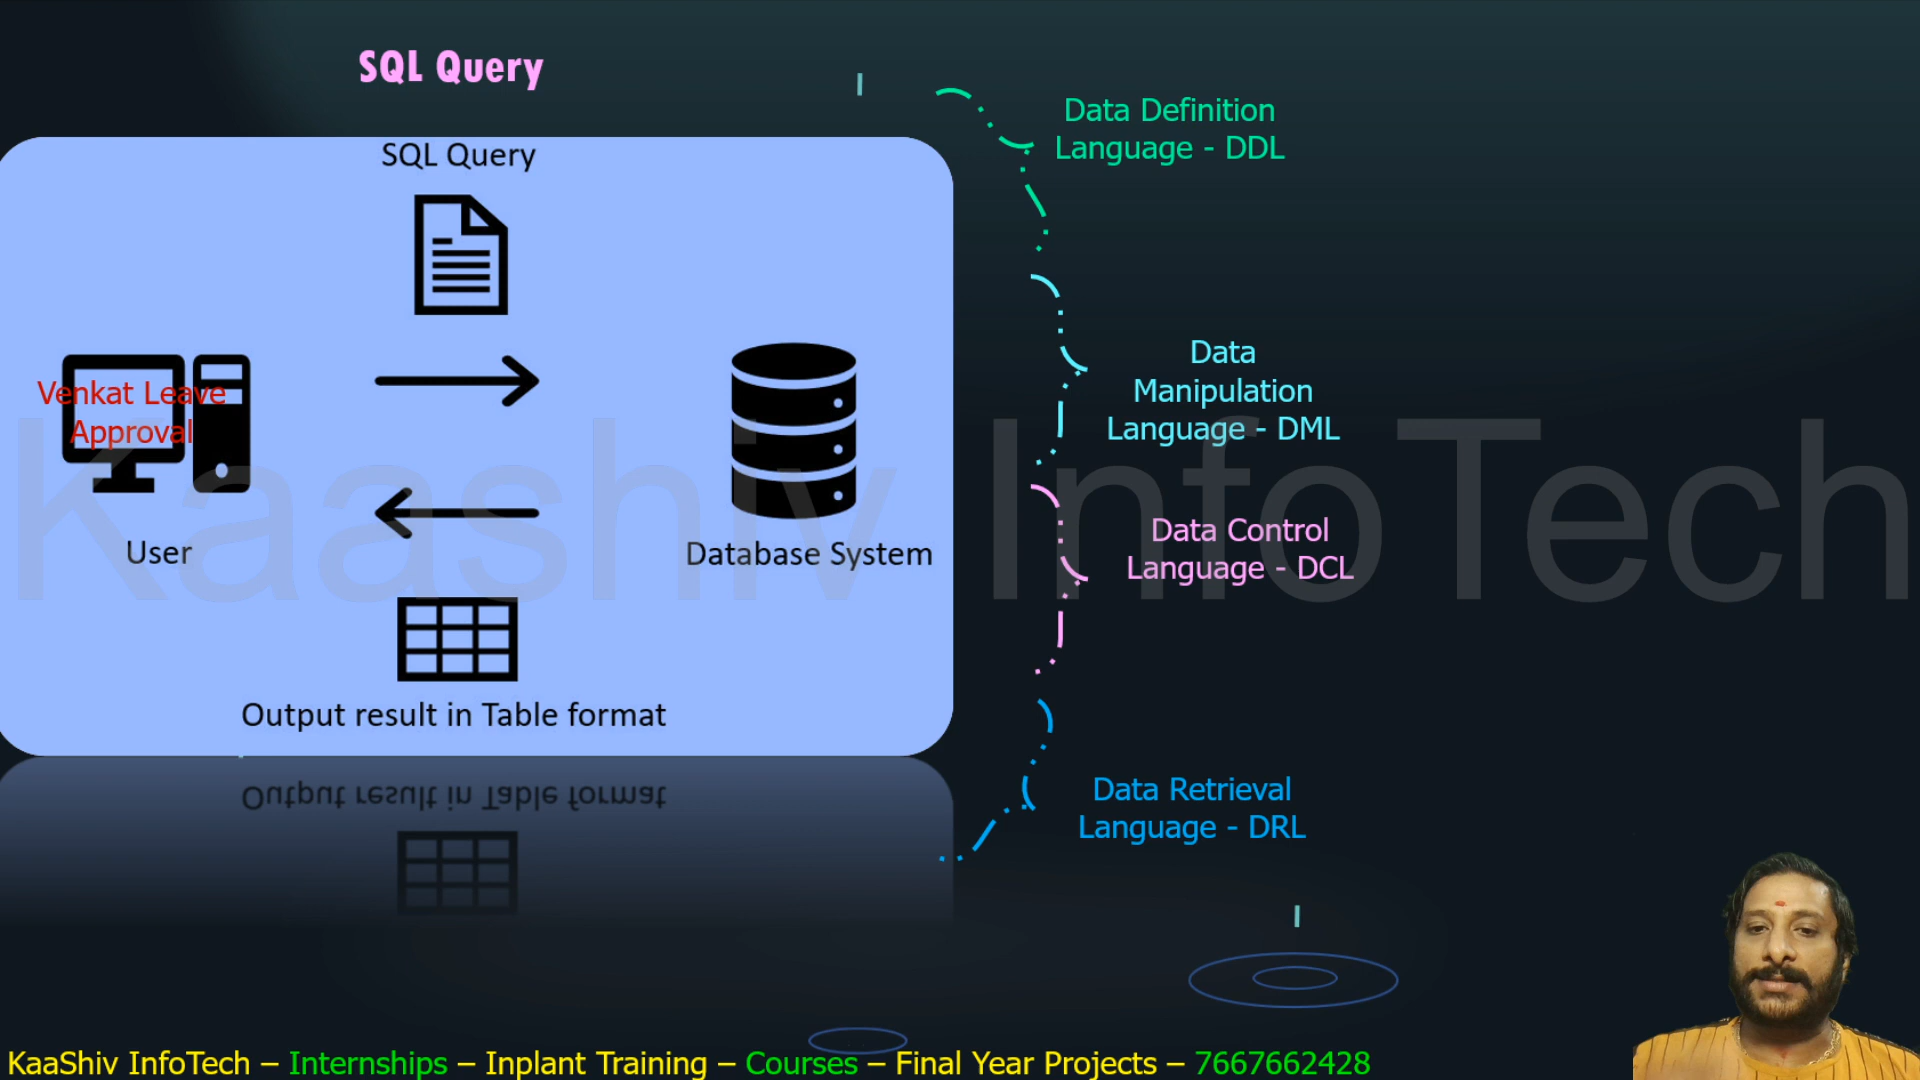 SQL Query
SQL Query
Venkat Leave
Approval
User
Database System
Output result in Table format
Output result in Table format
Data Definition
Language - DDL
Data
Manipulation
Language - DML
Data Control
Language - DCL
Data Retrieval
Language - DRL
Kaashiv InfoTech
KaaShiv InfoTech – Internships – Inplant Training – Courses – Final Year Projects – 7667662428